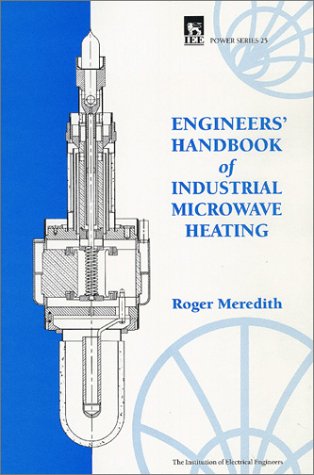 IEE
POWER SERIES-25
ENGINEERS'
HANDBOOK
of
INDUSTRIAL
MICROWAVE
HEATING
Roger Meredith
The Institution of Electrical Engineers